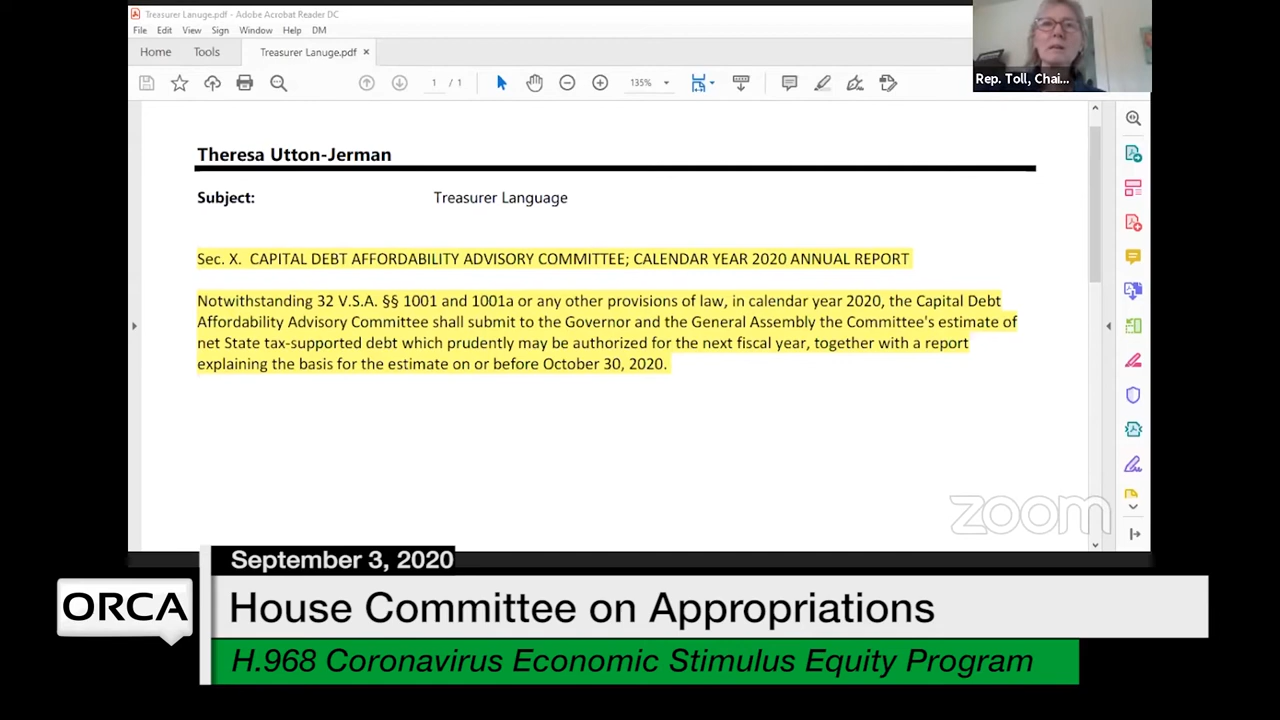 Treasurer Lanuge.pdf - Adobe Acrobat Reader DC
File Edit View Sign Window Help DM
Home Tools Treasurer Lanuge.pdf ×
1 / 1 135%
Rep. Toll, Chai...
Theresa Utton-Jerman
Subject: Treasurer Language
Sec. X. CAPITAL DEBT AFFORDABILITY ADVISORY COMMITTEE; CALENDAR YEAR 2020 ANNUAL REPORT
Notwithstanding 32 V.S.A. §§ 1001 and 1001a or any other provisions of law, in calendar year 2020, the Capital Debt
Affordability Advisory Committee shall submit to the Governor and the General Assembly the Committee's estimate of
net State tax-supported debt which prudently may be authorized for the next fiscal year, together with a report
explaining the basis for the estimate on or before October 30, 2020.
zoom
September 3, 2020
ORCA
House Committee on Appropriations
H.968 Coronavirus Economic Stimulus Equity Program